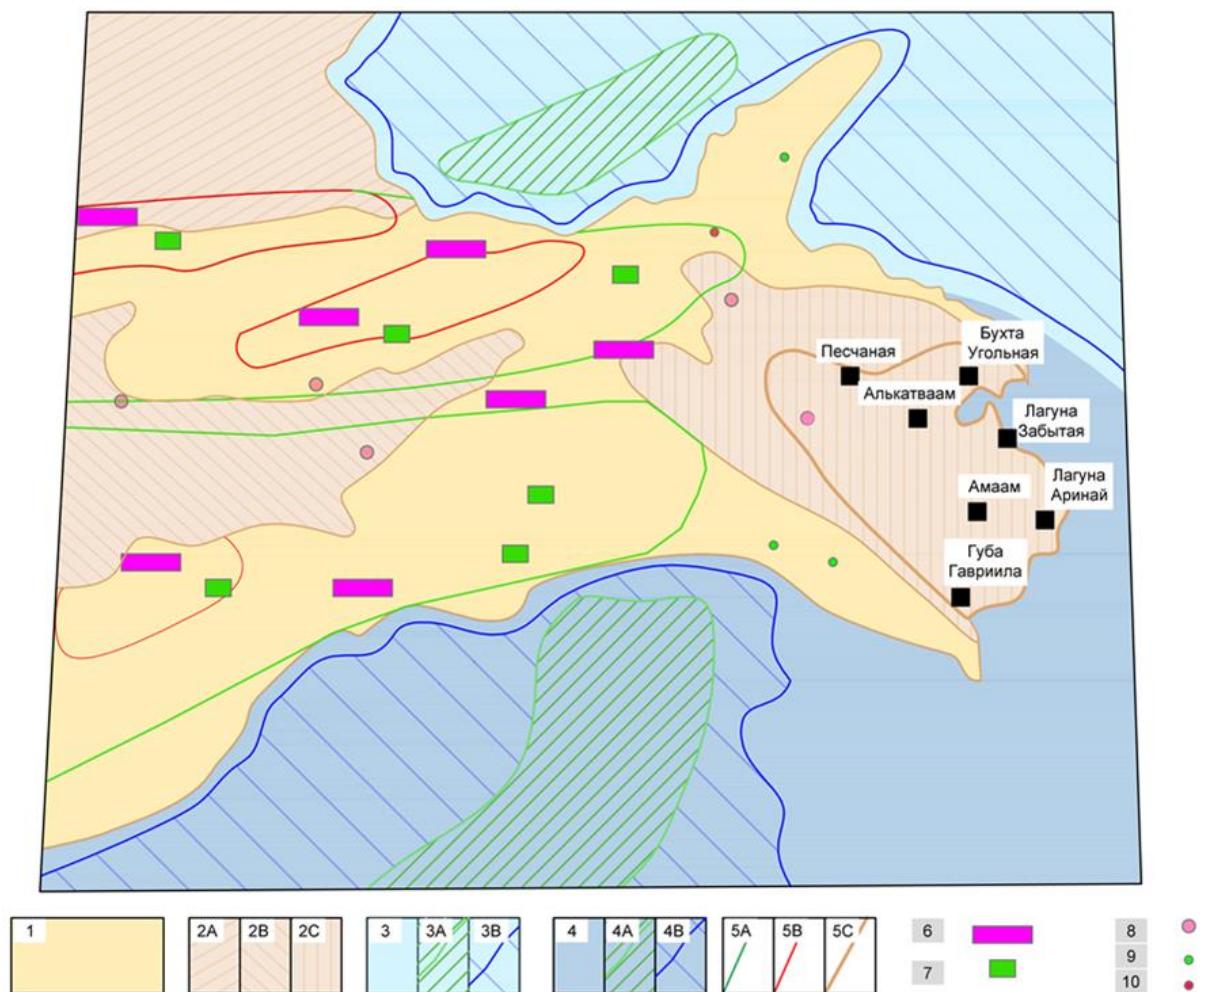 Песчаная
Бухта
Угольная
Алькатваам
Лагуна
Забытая
Амаам
Лагуна
Аринай
Губа
Гавриила
1
2A
2B
2C
3
3A
3B
4
4A
4B
5A
5B
5C
6
7
8
9
10